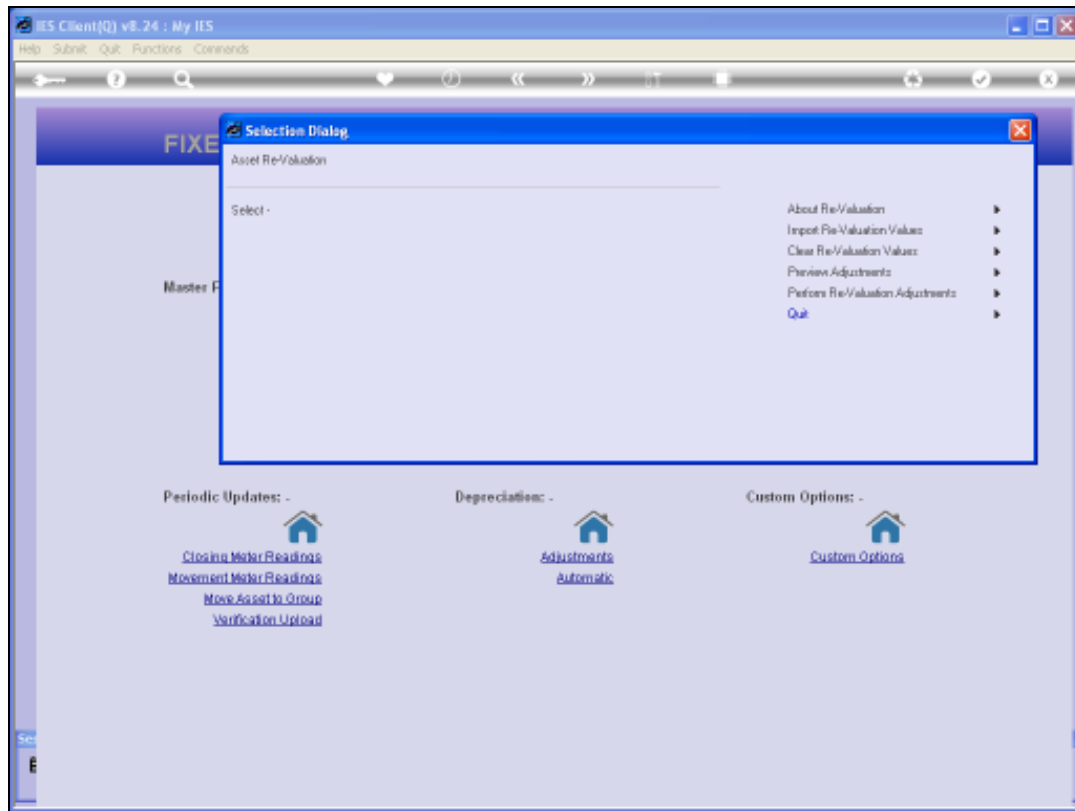 IES Client(Q) v8.24 : My IES
Help Submit Quit Functions Commands
FIXE
Selection Dialog
Asset Re-Valuation
Select -
About Re-Valuation
Import Re-Valuation Values
Clear Re-Valuation Values
Preview Adjustments
Perform Re-Valuation Adjustments
Quit
Master F
Periodic Updates: -
Depreciation: -
Custom Options: -
Closing Meter Readings
Movement Meter Readings
Move Asset to Group
Verification Upload
Adjustments
Automatic
Custom Options
Ses